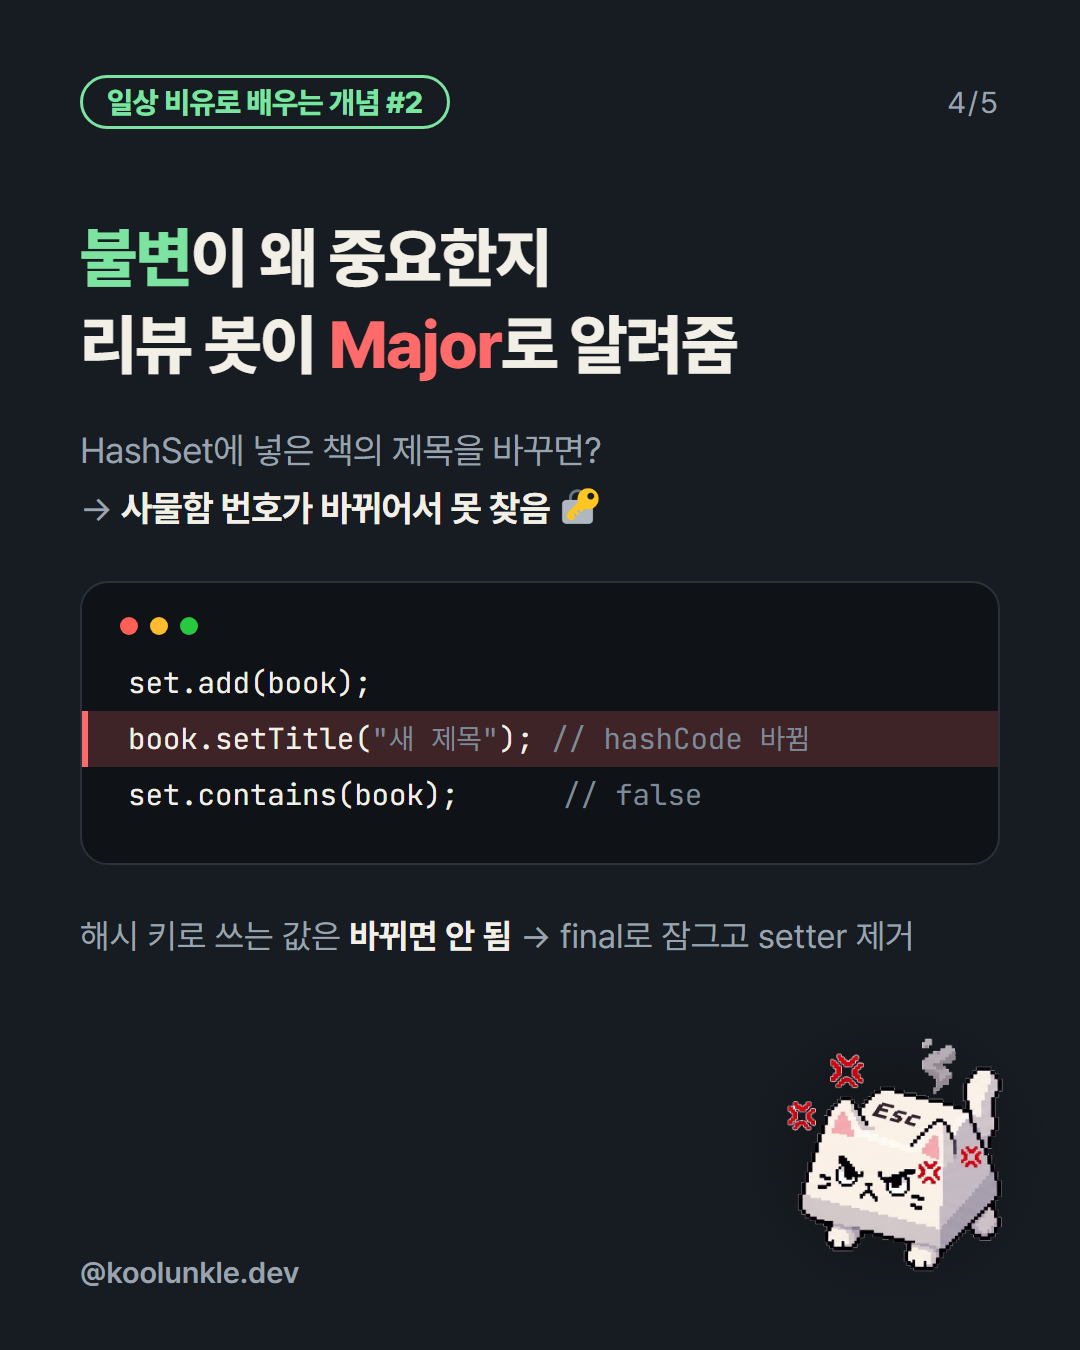 일상 비유로 배우는 개념 #2
4/5
불변이 왜 중요한지
리뷰 봇이 Major로 알려줌
HashSet에 넣은 책의 제목을 바꾸면?
→ 사물함 번호가 바뀌어서 못 찾음 🔐
set.add(book);
book.setTitle("새 제목"); // hashCode 바뀜
set.contains(book); // false
해시 키로 쓰는 값은 바뀌면 안 됨 → final로 잠그고 setter 제거
Esc
@koolunkle.dev